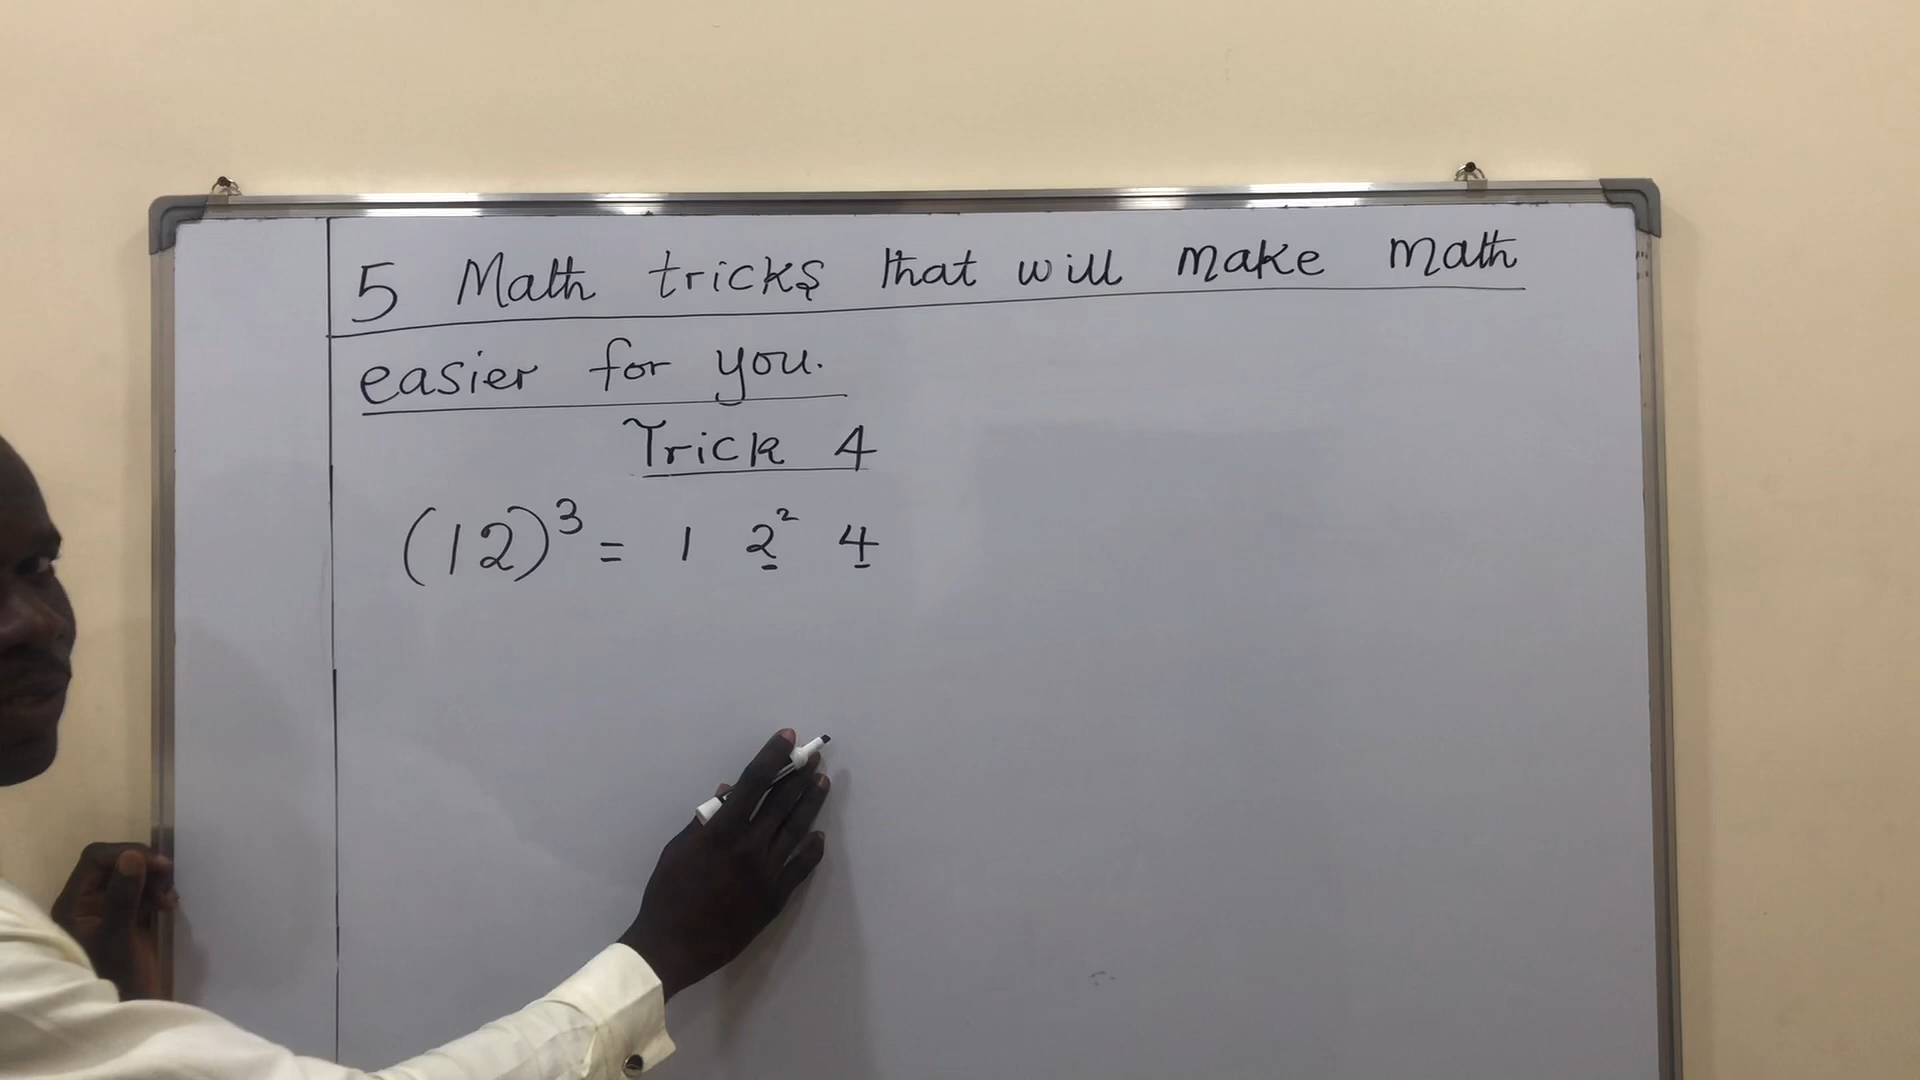 5 Math tricks that will make math
easier for you.
Trick 4
(12)³ = 1 2² 4